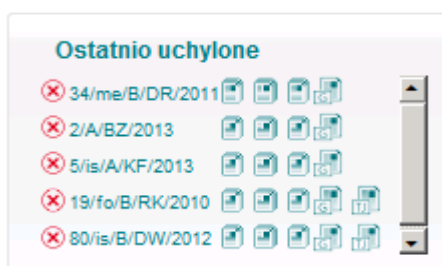 Ostatnio uchylone
34/me/B/DR/2011
2/A/BZ/2013
5/is/A/KF/2013
19/fo/B/RK/2010
80/is/B/DW/2012